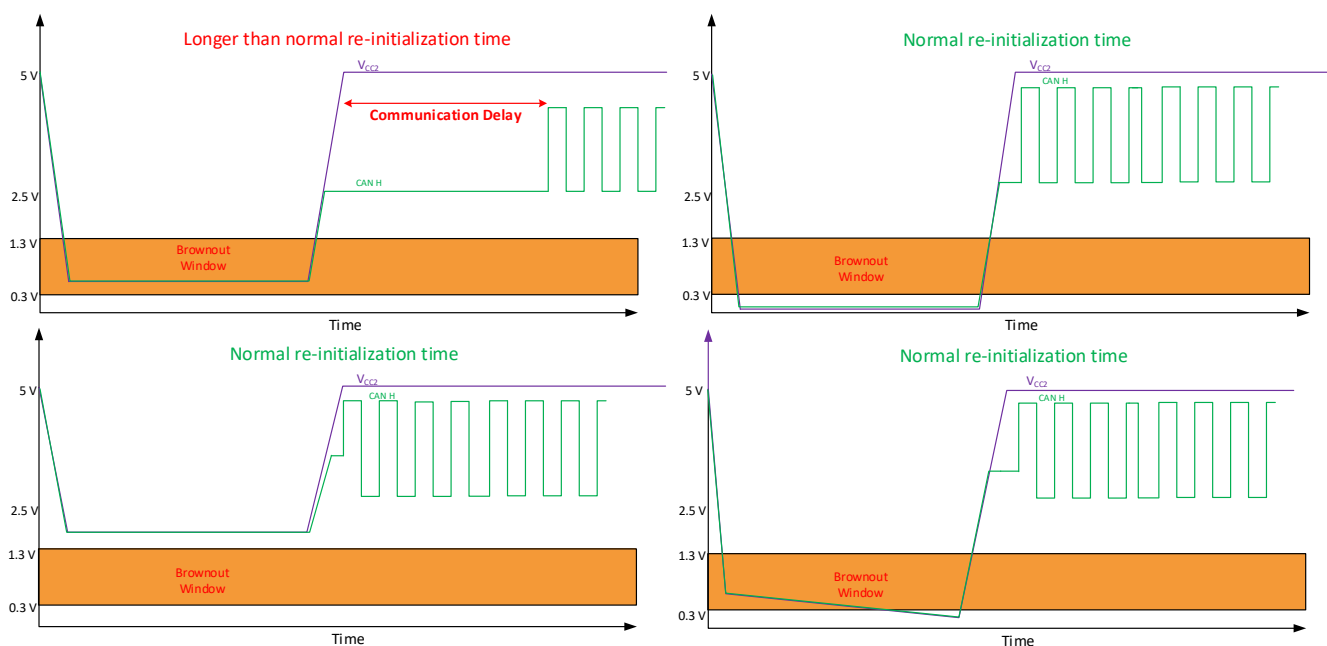 Longer than normal re-initialization time
VCC2
5 V
Communication Delay
CAN H
2.5 V
1.3 V
Brownout
Window
0.3 V
Time
Normal re-initialization time
VCC2
5 V
CAN H
2.5 V
1.3 V
Brownout
Window
0.3 V
Time
Normal re-initialization time
VCC2
5 V
CAN H
2.5 V
1.3 V
Brownout
Window
0.3 V
Time
Normal re-initialization time
VCC2
5 V
CAN H
2.5 V
1.3 V
Brownout
Window
0.3 V
Time